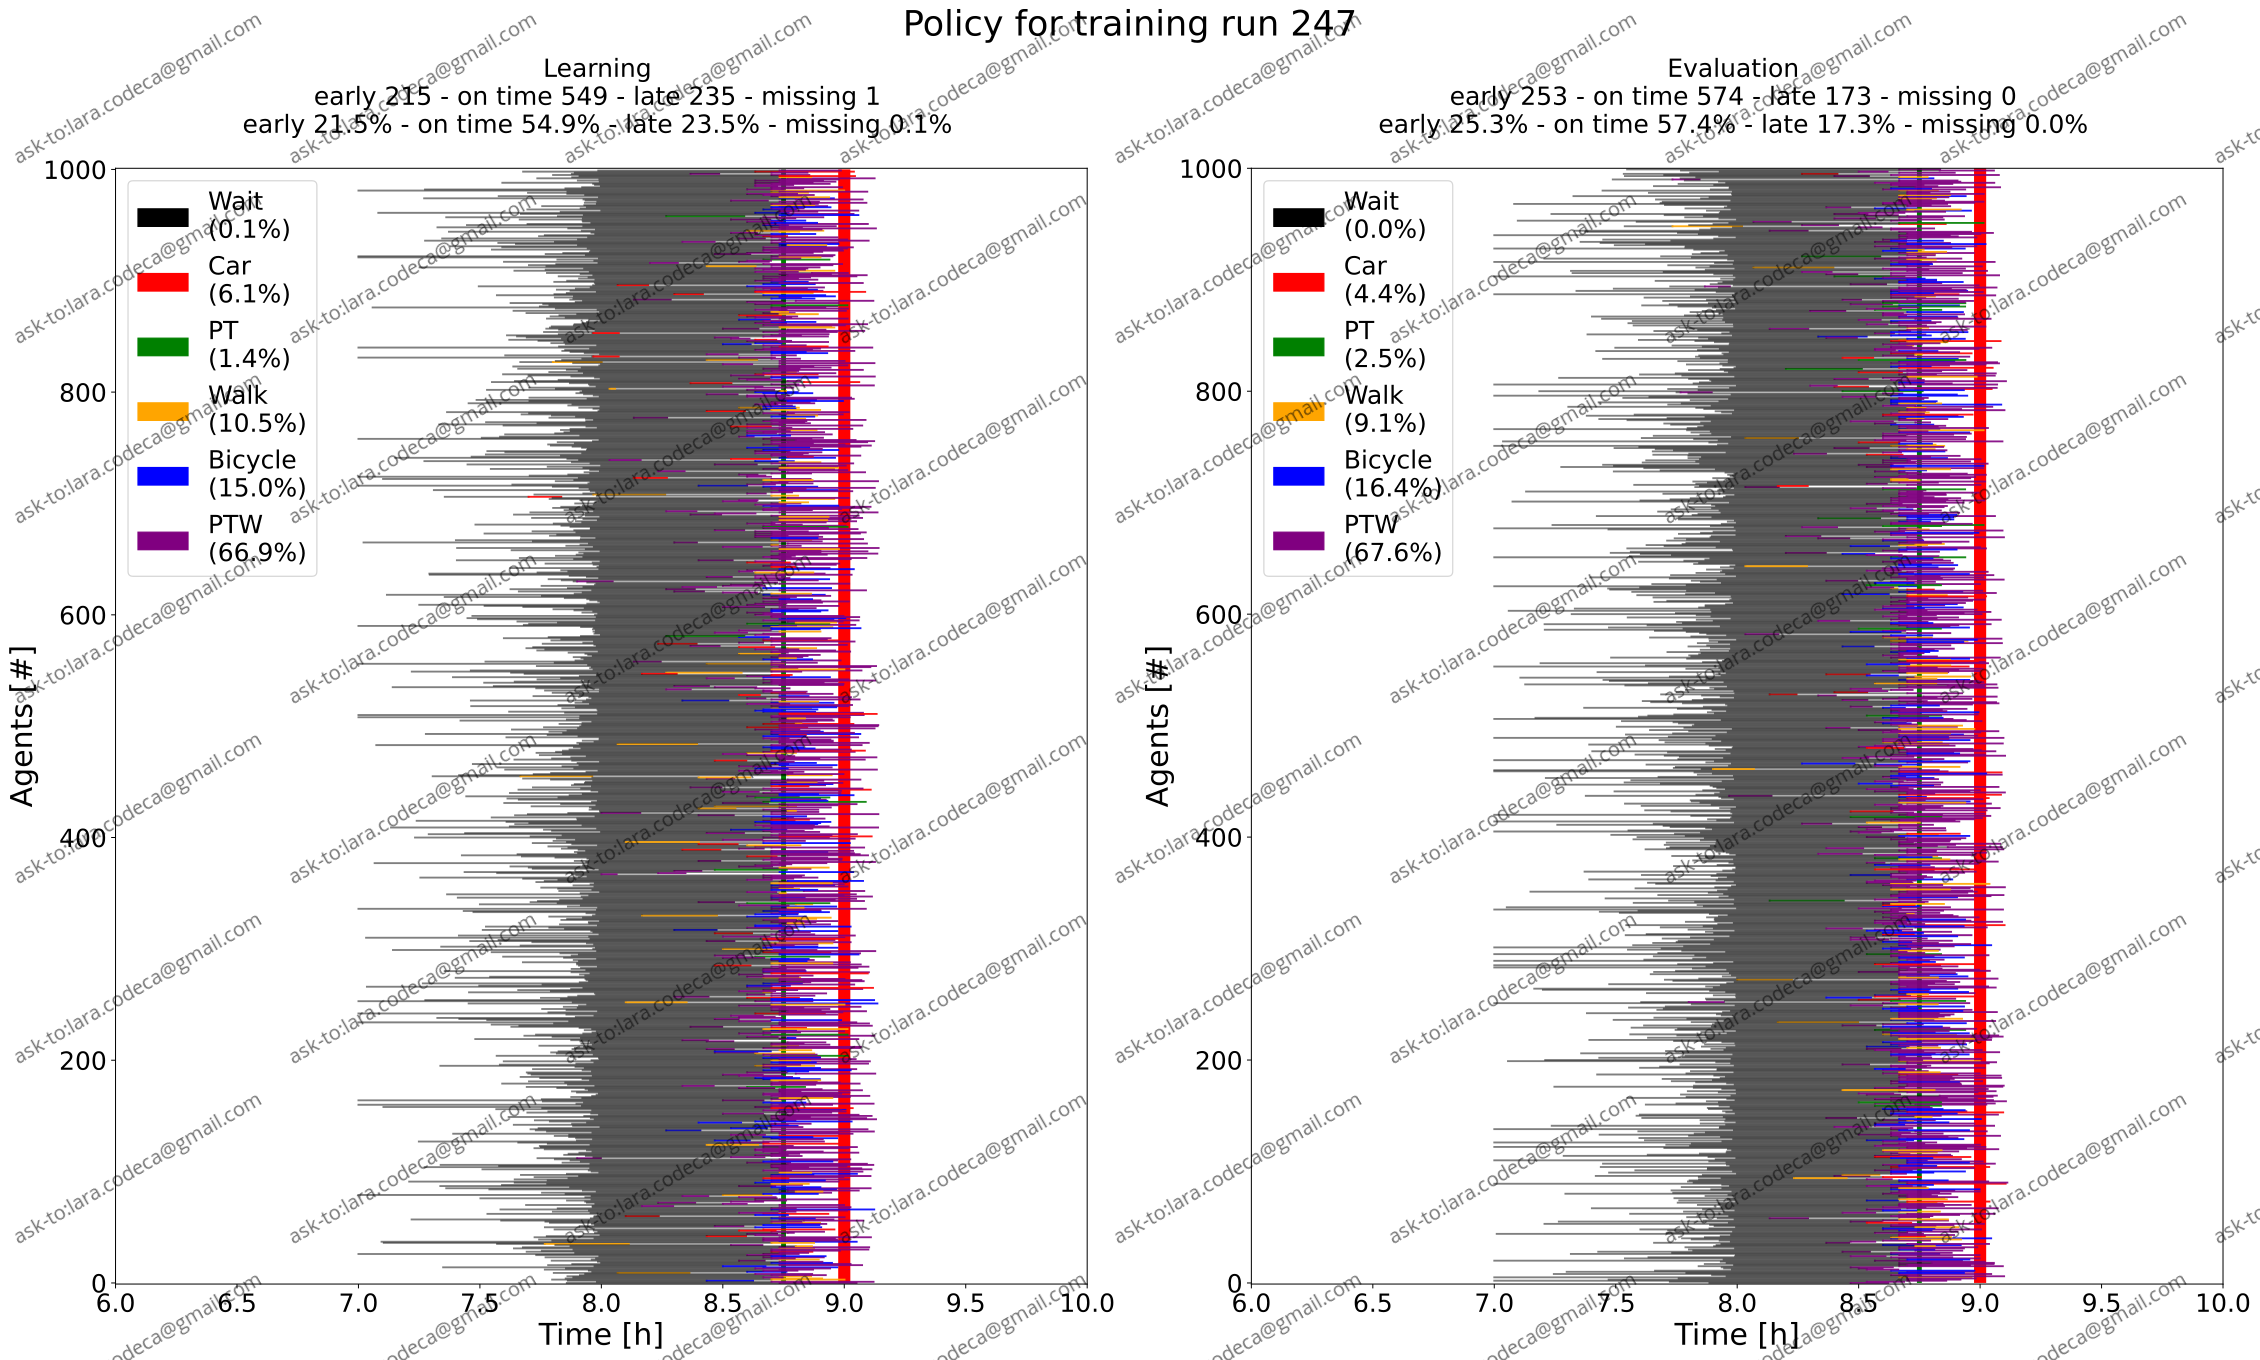 Policy for training run 247
Learning
early 215 - on time 549 - late 235 - missing 1
early 21.5% - on time 54.9% - late 23.5% - missing 0.1%
Agents [#]
1000
800
600
400
200
0
Wait
(0.1%)
Car
(6.1%)
PT
(1.4%)
Walk
(10.5%)
Bicycle
(15.0%)
PTW
(66.9%)
6.0 6.5 7.0 7.5 8.0 8.5 9.0 9.5 10.0
Time [h]
Evaluation
early 253 - on time 574 - late 173 - missing 0
early 25.3% - on time 57.4% - late 17.3% - missing 0.0%
Agents [#]
1000
800
600
400
200
0
Wait
(0.0%)
Car
(4.4%)
PT
(2.5%)
Walk
(9.1%)
Bicycle
(16.4%)
PTW
(67.6%)
6.0 6.5 7.0 7.5 8.0 8.5 9.0 9.5 10.0
Time [h]
ask-to:lara.codeca@gmail.com